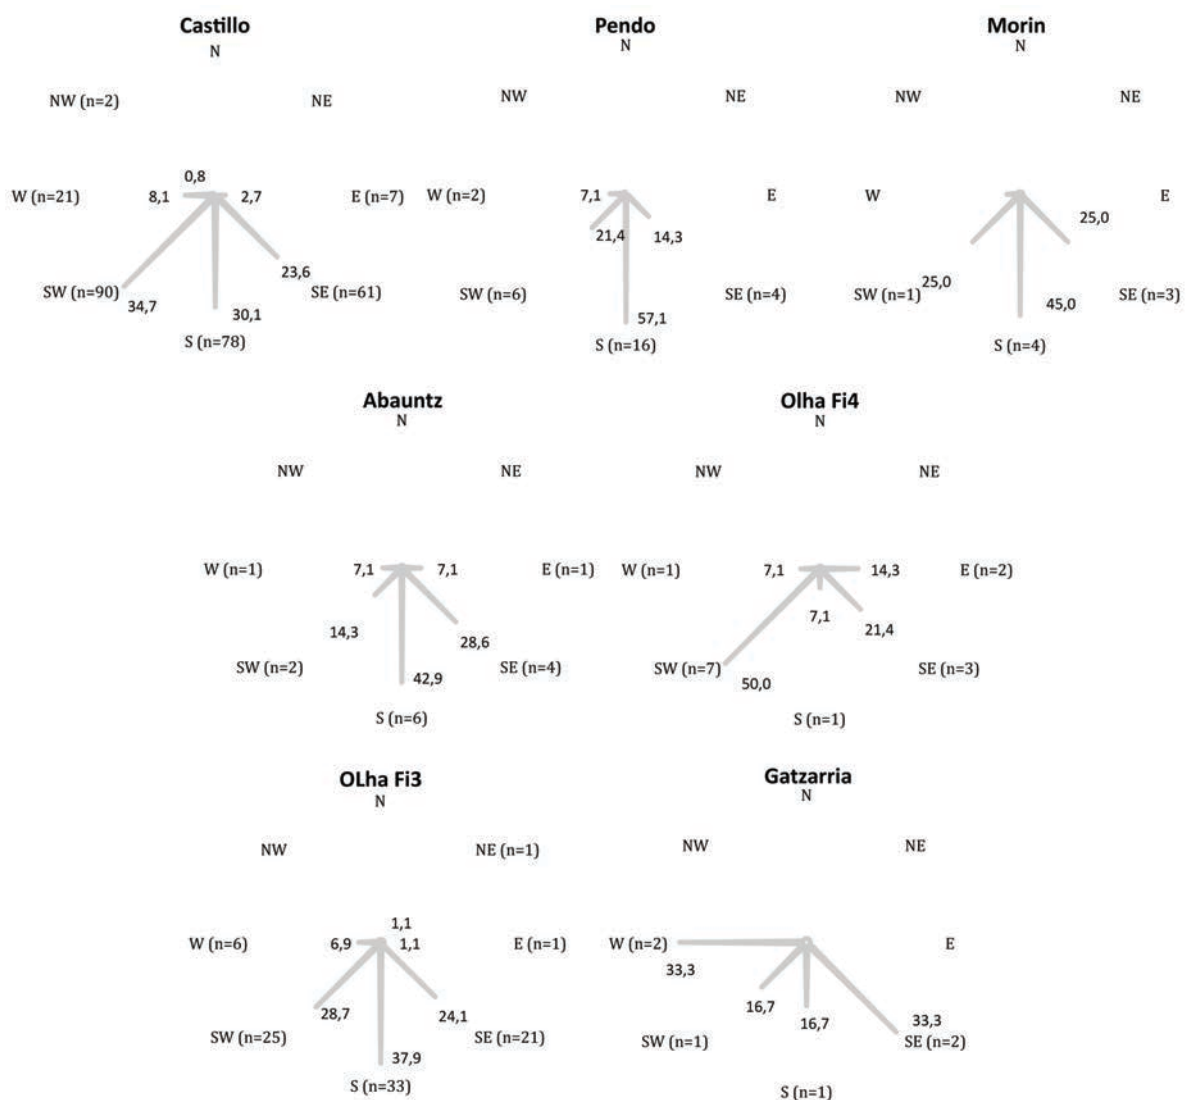 Castillo
N
NW (n=2)
NE
0,8
W (n=21)
8,1
2,7
E (n=7)
23,6
SW (n=90)
34,7
SE (n=61)
30,1
S (n=78)
Pendo
N
NW
NE
W (n=2)
7,1
E
21,4
14,3
SW (n=6)
SE (n=4)
57,1
S (n=16)
Morin
N
NW
NE
W
E
25,0
25,0
SW (n=1)
SE (n=3)
45,0
S (n=4)
Abauntz
N
NW
NE
W (n=1)
7,1
7,1
E (n=1)
14,3
28,6
SW (n=2)
SE (n=4)
42,9
S (n=6)
Olha Fi4
N
NW
NE
W (n=1)
7,1
14,3
E (n=2)
7,1
21,4
SW (n=7)
SE (n=3)
50,0
S (n=1)
OLha Fi3
N
NW
NE (n=1)
1,1
W (n=6)
6,9
1,1
E (n=1)
28,7
24,1
SW (n=25)
SE (n=21)
37,9
S (n=33)
Gatzarria
N
NW
NE
W (n=2)
E
33,3
16,7
16,7
33,3
SW (n=1)
SE (n=2)
S (n=1)